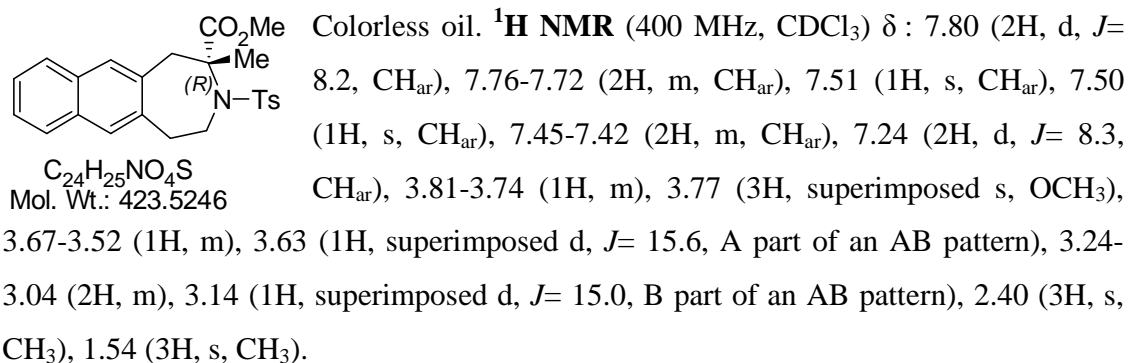 CO₂Me
Me
(R)
N–Ts
C₂₄H₂₅NO₄S
Mol. Wt.: 423.5246
Colorless oil. ¹H NMR (400 MHz, CDCl₃) δ : 7.80 (2H, d, J=
8.2, CHₐᵣ), 7.76-7.72 (2H, m, CHₐᵣ), 7.51 (1H, s, CHₐᵣ), 7.50
(1H, s, CHₐᵣ), 7.45-7.42 (2H, m, CHₐᵣ), 7.24 (2H, d, J= 8.3,
CHₐᵣ), 3.81-3.74 (1H, m), 3.77 (3H, superimposed s, OCH₃),
3.67-3.52 (1H, m), 3.63 (1H, superimposed d, J= 15.6, A part of an AB pattern), 3.24-
3.04 (2H, m), 3.14 (1H, superimposed d, J= 15.0, B part of an AB pattern), 2.40 (3H, s,
CH₃), 1.54 (3H, s, CH₃).